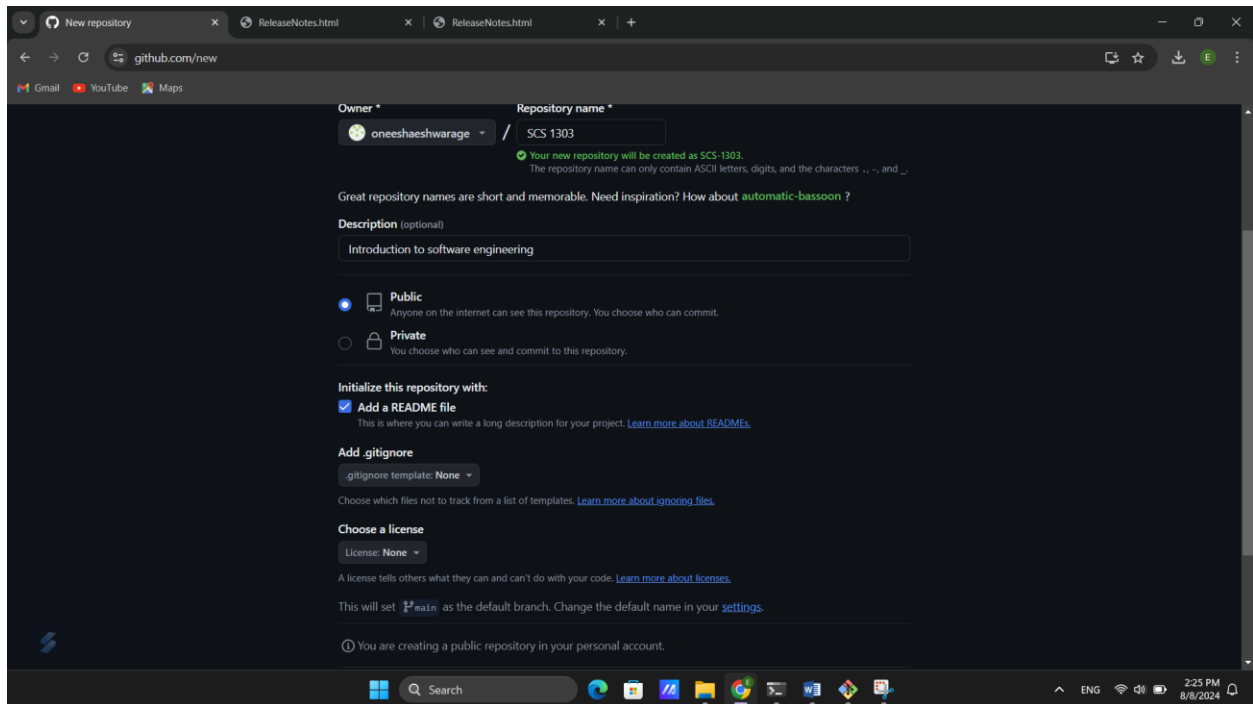 New repository
ReleaseNotes.html
ReleaseNotes.html
github.com/new
E
Gmail YouTube Maps
Owner * Repository name *
oneeshaeshwarage / SCS 1303
Your new repository will be created as SCS-1303.
The repository name can only contain ASCII letters, digits, and the characters ., -, and _.
Great repository names are short and memorable. Need inspiration? How about automatic-bassoon ?
Description (optional)
Introduction to software engineering
Public
Anyone on the internet can see this repository. You choose who can commit.
Private
You choose who can see and commit to this repository.
Initialize this repository with:
Add a README file
This is where you can write a long description for your project. Learn more about READMEs.
Add .gitignore
.gitignore template: None
Choose which files not to track from a list of templates. Learn more about ignoring files.
Choose a license
License: None
A license tells others what they can and can't do with your code. Learn more about licenses.
This will set main as the default branch. Change the default name in your settings.
You are creating a public repository in your personal account.
Search
ENG
2:25 PM
8/8/2024